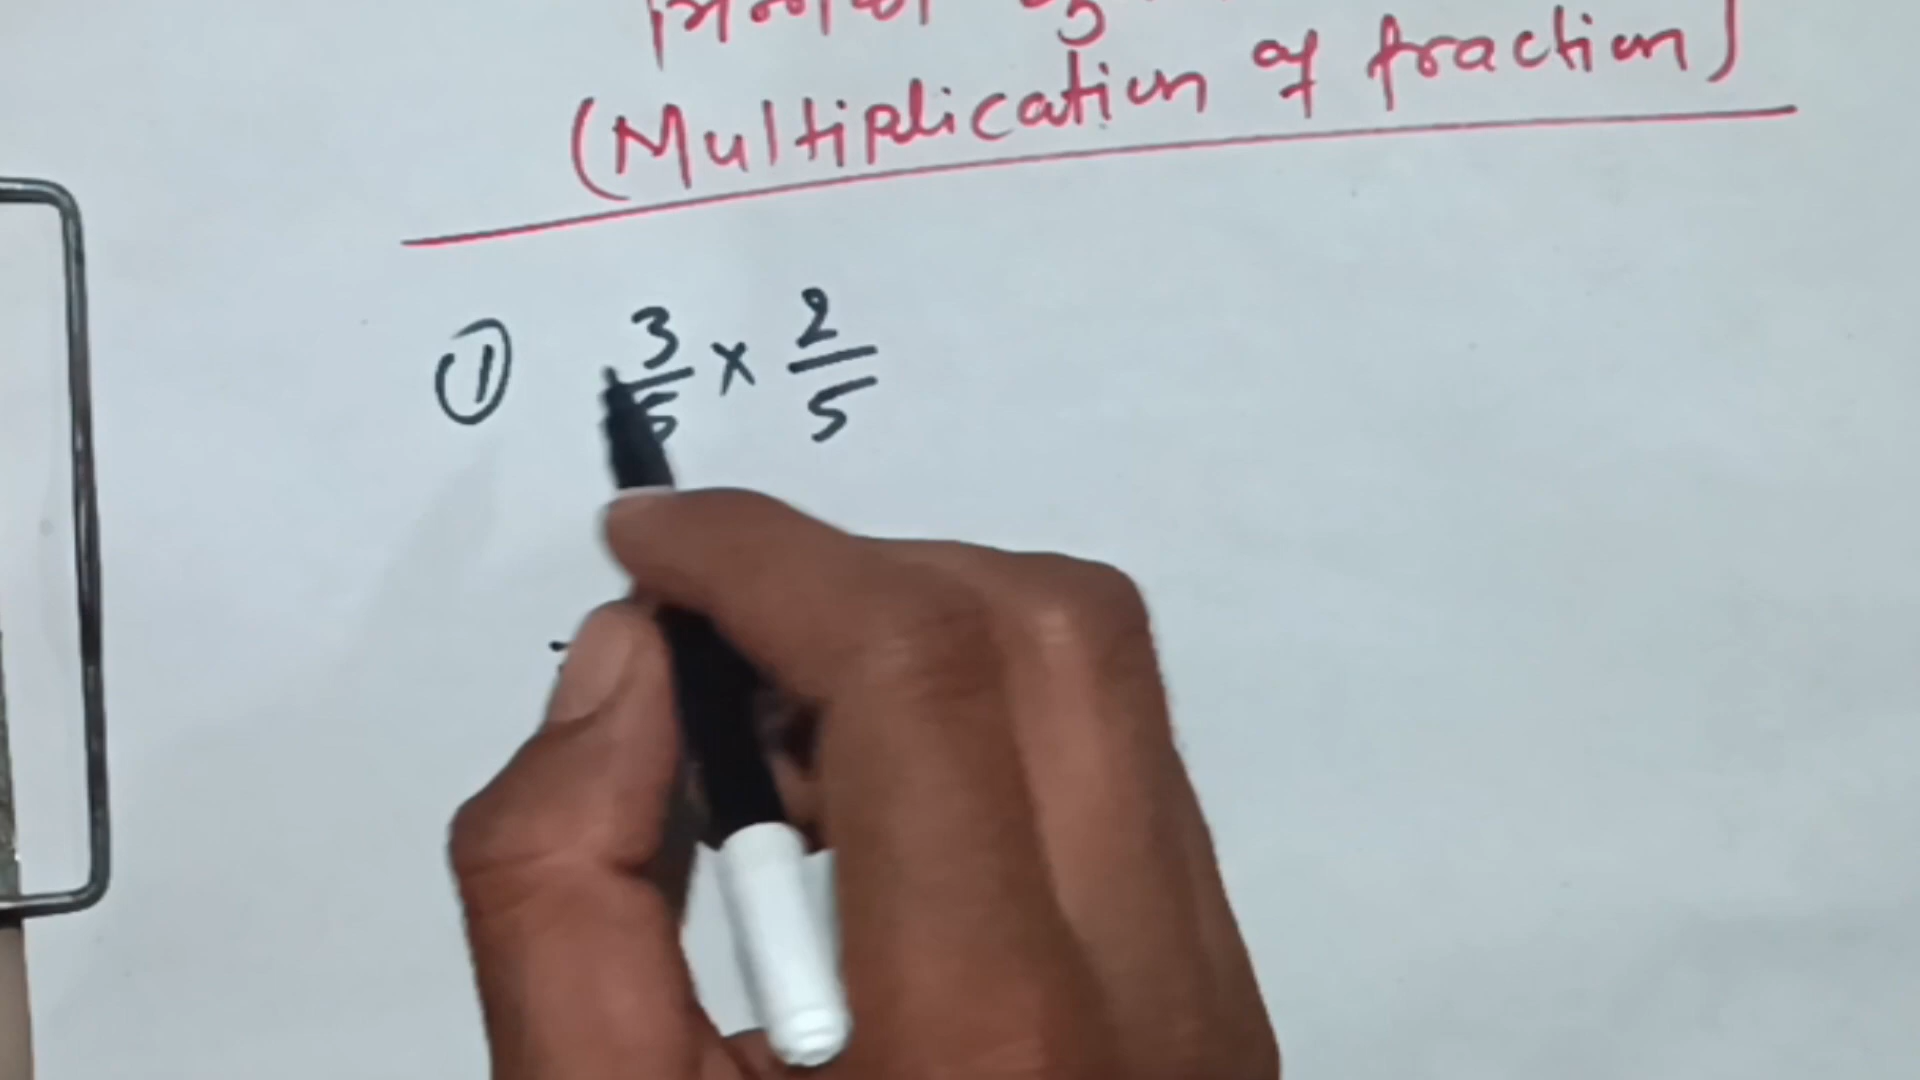 (Multiplication of fraction)
① 3/5 × 2/5